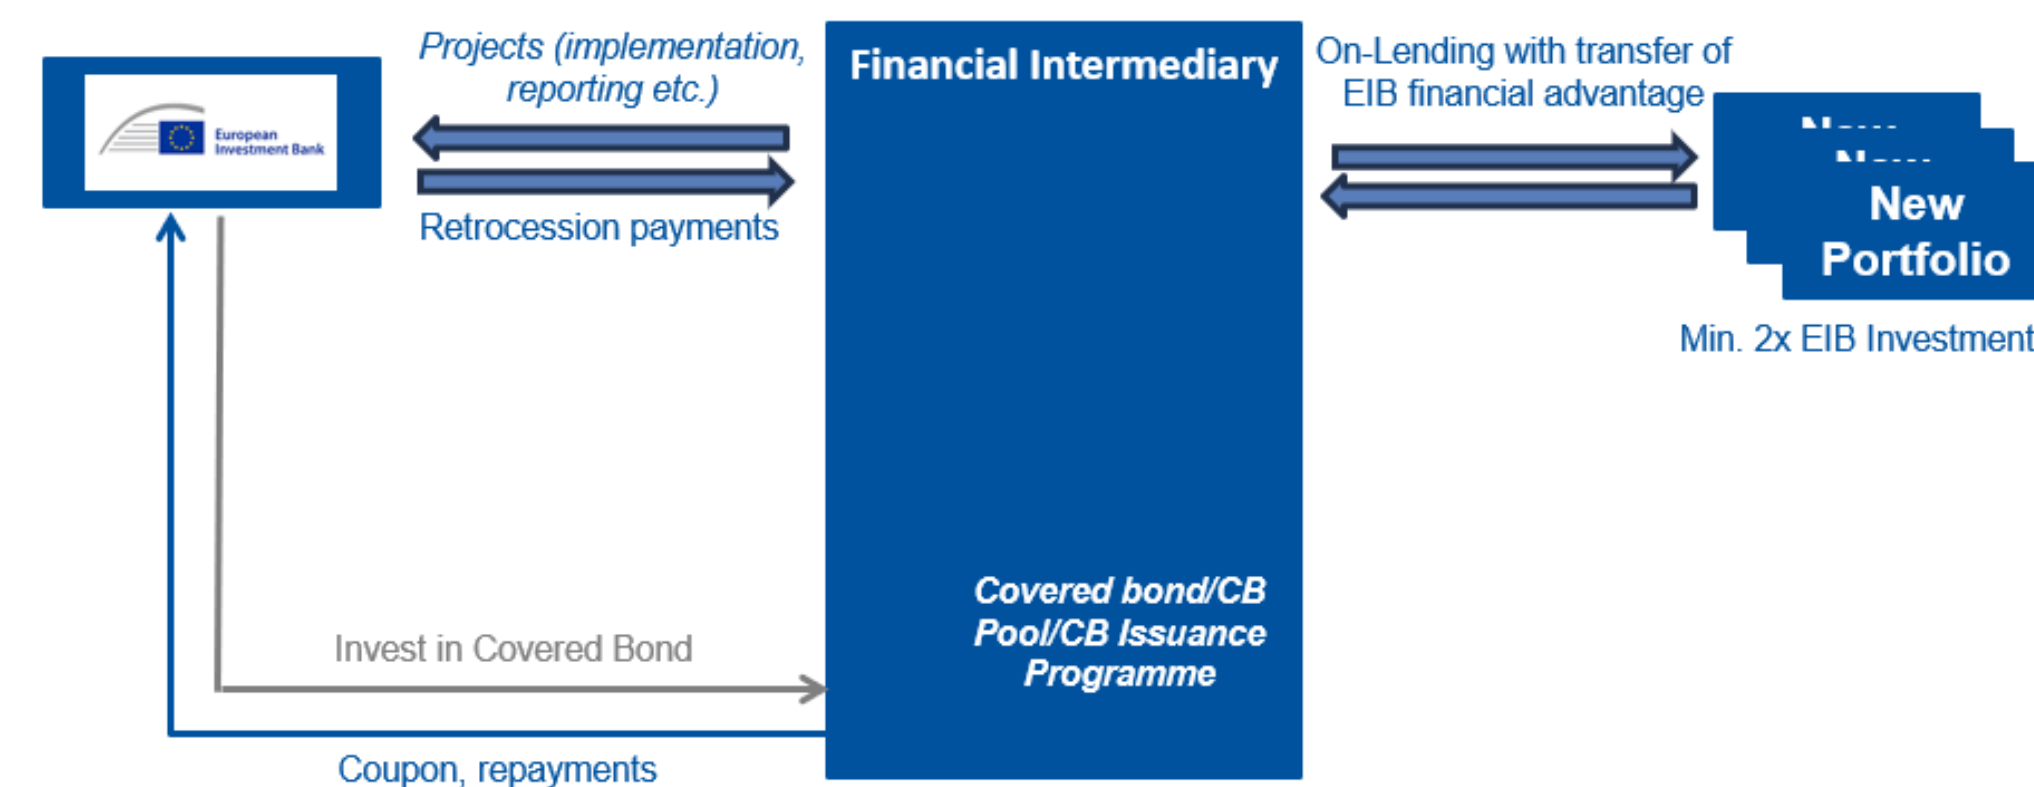 Projects (implementation,
reporting etc.)
European
Investment Bank
Retrocession payments
Financial Intermediary
On-Lending with transfer of
EIB financial advantage
New
New
New
Portfolio
Min. 2x EIB Investment
Covered bond/CB
Pool/CB Issuance
Programme
Invest in Covered Bond
Coupon, repayments